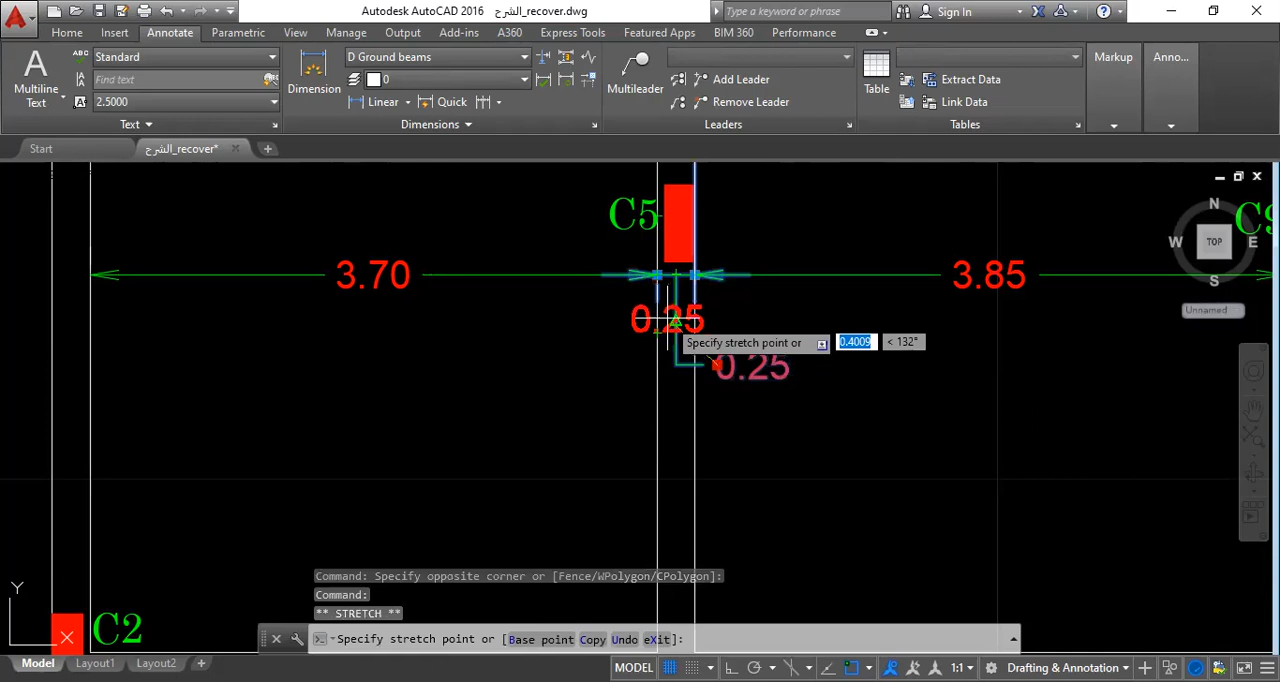 Autodesk AutoCAD 2016 الشرح_recover.dwg
Type a keyword or phrase
Sign In
Home Insert Annotate Parametric View Manage Output Add-ins A360 Express Tools Featured Apps BIM 360 Performance
A
Multiline
Text
ABC
Standard
Find text
2.5000
Text
Dimension
D Ground beams
0
Linear Quick
Dimensions
Multileader
Add Leader
Remove Leader
Leaders
Table
Extract Data
Link Data
Tables
Markup
Anno...
Start
الشرح_recover*
N
W TOP E
S
Unnamed
C5
C9
3.70
3.85
0.25
Specify stretch point or 0.4009 < 132°
0.25
Command: Specify opposite corner or [Fence/WPolygon/CPolygon]:
Command:
** STRETCH **
Specify stretch point or [Base point Copy Undo eXit]:
Y
C2
Model Layout1 Layout2 +
MODEL 1:1 Drafting & Annotation